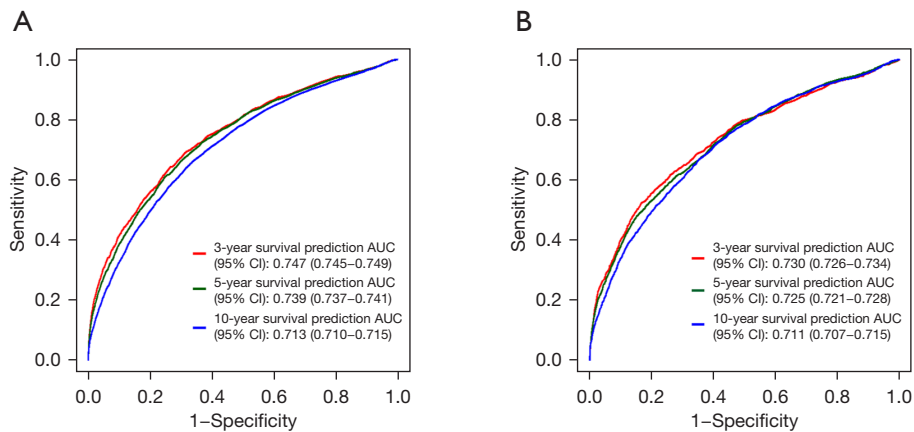 A
1.0
0.8
0.6
0.4
0.2
0.0
Sensitivity
3-year survival prediction AUC
(95% CI): 0.747 (0.745–0.749)
5-year survival prediction AUC
(95% CI): 0.739 (0.737–0.741)
10-year survival prediction AUC
(95% CI): 0.713 (0.710–0.715)
0.0 0.2 0.4 0.6 0.8 1.0
1–Specificity
B
1.0
0.8
0.6
0.4
0.2
0.0
Sensitivity
3-year survival prediction AUC
(95% CI): 0.730 (0.726–0.734)
5-year survival prediction AUC
(95% CI): 0.725 (0.721–0.728)
10-year survival prediction AUC
(95% CI): 0.711 (0.707–0.715)
0.0 0.2 0.4 0.6 0.8 1.0
1–Specificity